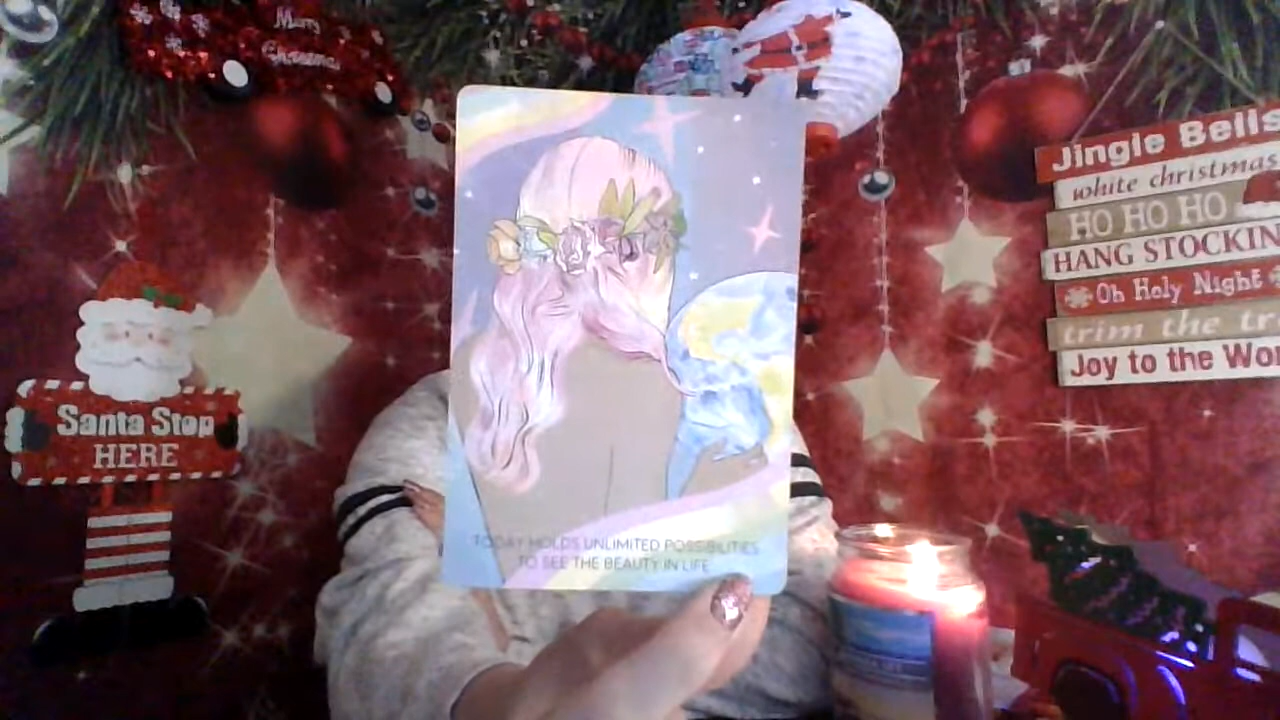 Merry
Christmas
Santa Stop
HERE
TODAY HOLDS UNLIMITED POSSIBILITIES
TO SEE THE BEAUTY IN LIFE
Jingle Bells
white christmas
HO HO HO
HANG STOCKIN
Oh Holy Night
trim the tr
Joy to the Wor